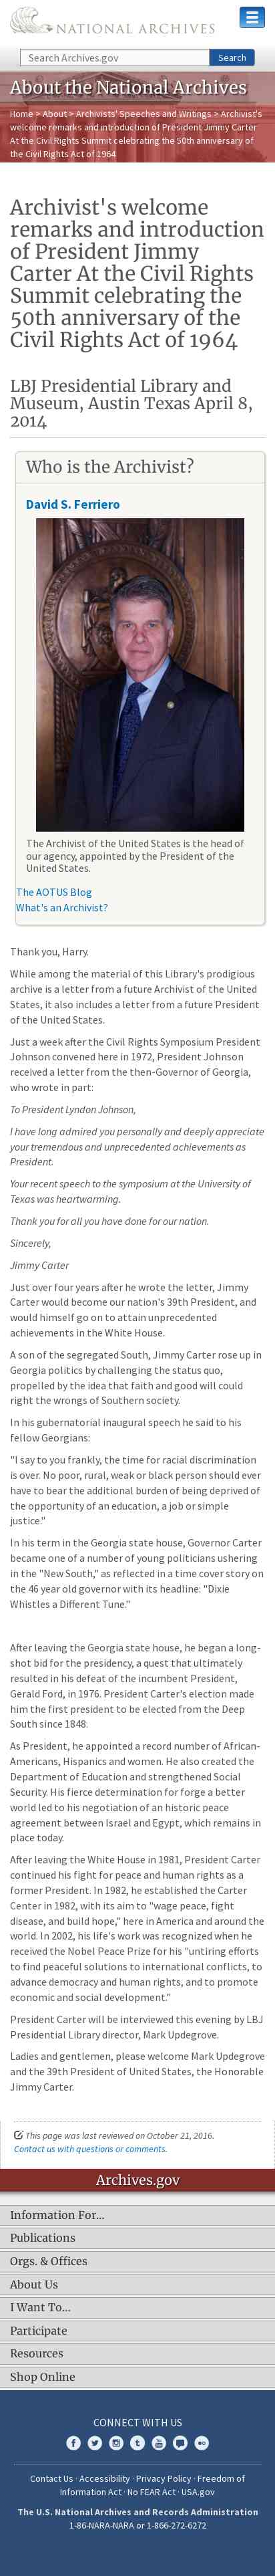 NATIONAL ARCHIVES
Search Archives.gov Search
About the National Archives
Home > About > Archivists' Speeches and Writings > Archivist's
welcome remarks and introduction of President Jimmy Carter
At the Civil Rights Summit celebrating the 50th anniversary of
the Civil Rights Act of 1964
Archivist's welcome
remarks and introduction
of President Jimmy
Carter At the Civil Rights
Summit celebrating the
50th anniversary of the
Civil Rights Act of 1964
LBJ Presidential Library and
Museum, Austin Texas April 8,
2014
Who is the Archivist?
David S. Ferriero
The Archivist of the United States is the head of
our agency, appointed by the President of the
United States.
The AOTUS Blog
What's an Archivist?
Thank you, Harry.
While among the material of this Library's prodigious
archive is a letter from a future Archivist of the United
States, it also includes a letter from a future President
of the United States.
Just a week after the Civil Rights Symposium President
Johnson convened here in 1972, President Johnson
received a letter from the then-Governor of Georgia,
who wrote in part:
To President Lyndon Johnson,
I have long admired you personally and deeply appreciate
your tremendous and unprecedented achievements as
President.
Your recent speech to the symposium at the University of
Texas was heartwarming.
Thank you for all you have done for our nation.
Sincerely,
Jimmy Carter
Just over four years after he wrote the letter, Jimmy
Carter would become our nation's 39th President, and
would himself go on to attain unprecedented
achievements in the White House.
A son of the segregated South, Jimmy Carter rose up in
Georgia politics by challenging the status quo,
propelled by the idea that faith and good will could
right the wrongs of Southern society.
In his gubernatorial inaugural speech he said to his
fellow Georgians:
"I say to you frankly, the time for racial discrimination
is over. No poor, rural, weak or black person should ever
have to bear the additional burden of being deprived of
the opportunity of an education, a job or simple
justice."
In his term in the Georgia state house, Governor Carter
became one of a number of young politicians ushering
in the "New South," as reflected in a time cover story on
the 46 year old governor with its headline: "Dixie
Whistles a Different Tune."
After leaving the Georgia state house, he began a long-
shot bid for the presidency, a quest that ultimately
resulted in his defeat of the incumbent President,
Gerald Ford, in 1976. President Carter's election made
him the first president to be elected from the Deep
South since 1848.
As President, he appointed a record number of African-
Americans, Hispanics and women. He also created the
Department of Education and strengthened Social
Security. His fierce determination for forge a better
world led to his negotiation of an historic peace
agreement between Israel and Egypt, which remains in
place today.
After leaving the White House in 1981, President Carter
continued his fight for peace and human rights as a
former President. In 1982, he established the Carter
Center in 1982, with its aim to "wage peace, fight
disease, and build hope," here in America and around the
world. In 2002, his life's work was recognized when he
received the Nobel Peace Prize for his "untiring efforts
to find peaceful solutions to international conflicts, to
advance democracy and human rights, and to promote
economic and social development."
President Carter will be interviewed this evening by LBJ
Presidential Library director, Mark Updegrove.
Ladies and gentlemen, please welcome Mark Updegrove
and the 39th President of United States, the Honorable
Jimmy Carter.
This page was last reviewed on October 21, 2016.
Contact us with questions or comments.
Archives.gov
Information For...
Publications
Orgs. & Offices
About Us
I Want To...
Participate
Resources
Shop Online
CONNECT WITH US
Contact Us · Accessibility · Privacy Policy · Freedom of
Information Act · No FEAR Act · USA.gov
The U.S. National Archives and Records Administration
1-86-NARA-NARA or 1-866-272-6272